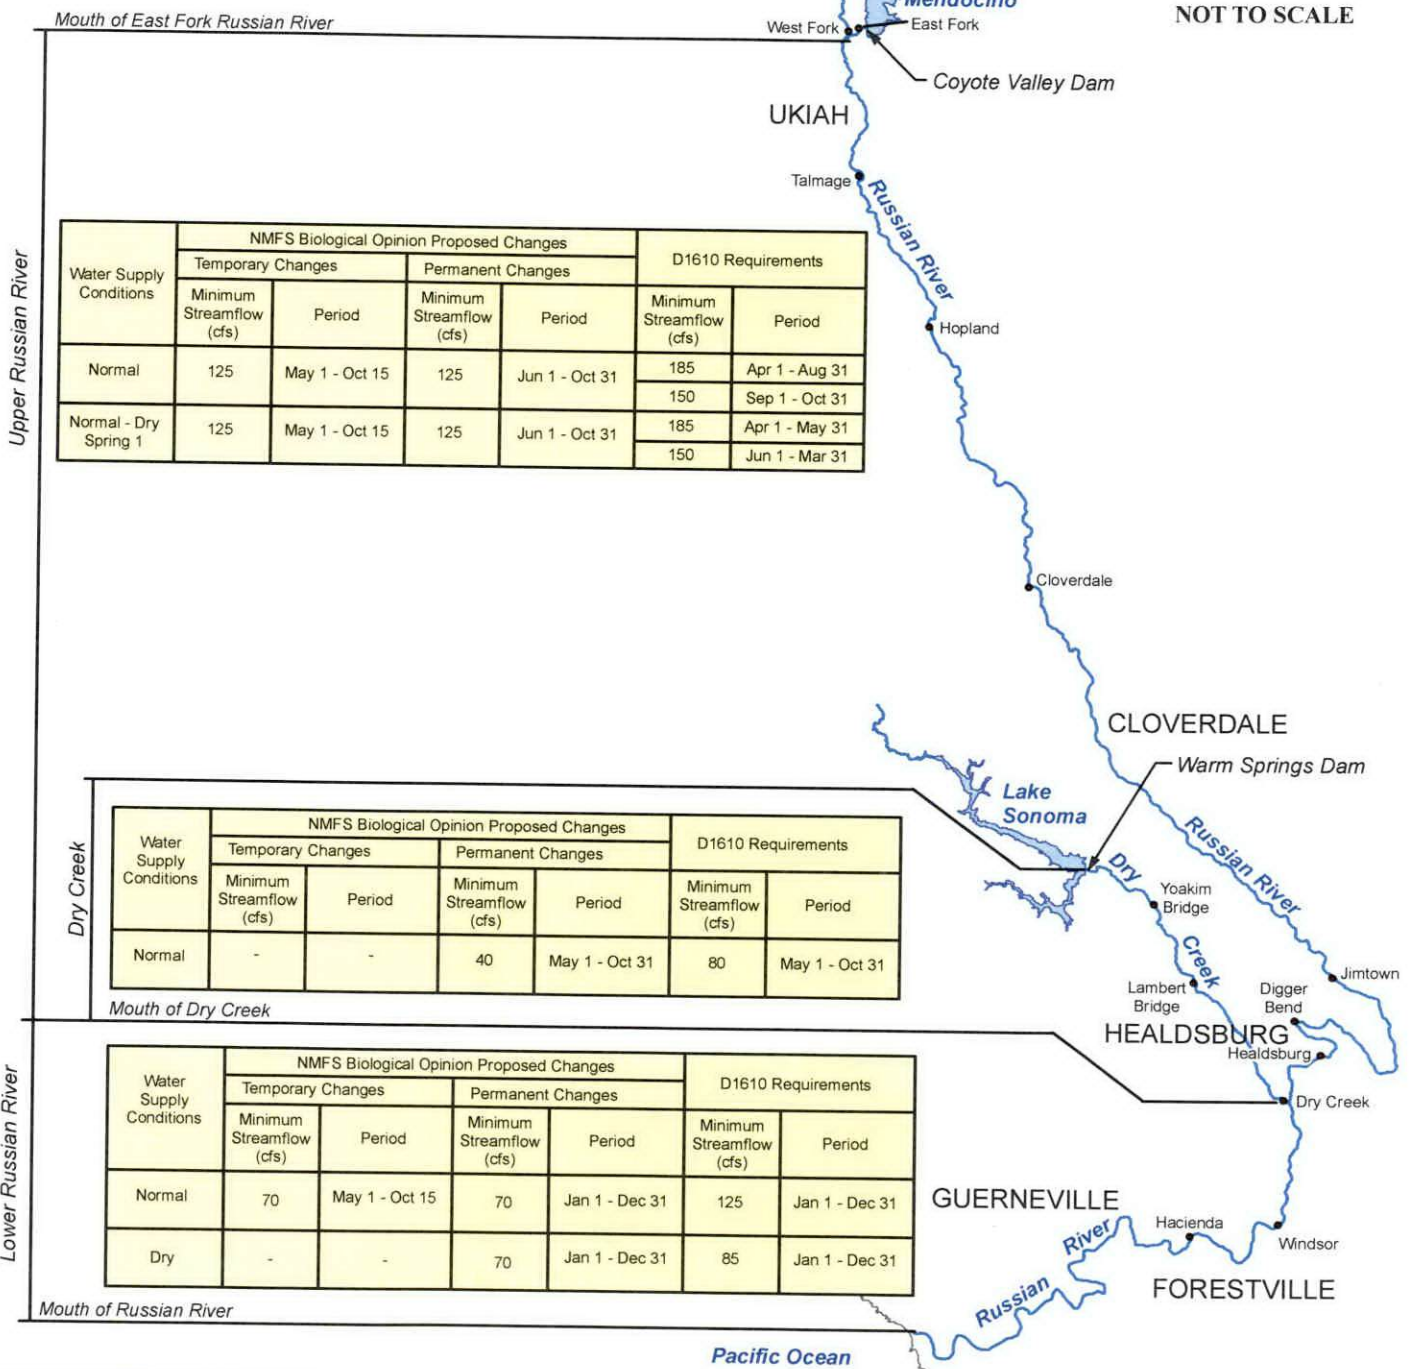 Mendocino
NOT TO SCALE
Mouth of East Fork Russian River
West Fork
East Fork
Coyote Valley Dam
UKIAH
Talmage
Russian River
Hopland
Upper Russian River
Water Supply Conditions
NMFS Biological Opinion Proposed Changes
D1610 Requirements
Temporary Changes
Permanent Changes
Minimum Streamflow (cfs)
Period
Minimum Streamflow (cfs)
Period
Minimum Streamflow (cfs)
Period
Normal
125
May 1 - Oct 15
125
Jun 1 - Oct 31
185
Apr 1 - Aug 31
150
Sep 1 - Oct 31
Normal - Dry Spring 1
125
May 1 - Oct 15
125
Jun 1 - Oct 31
185
Apr 1 - May 31
150
Jun 1 - Mar 31
Cloverdale
CLOVERDALE
Warm Springs Dam
Lake
Sonoma
Russian River
Dry Creek
Yoakim
Bridge
Lambert
Bridge
Jimtown
Digger
Bend
HEALDSBURG
Healdsburg
Dry Creek
Dry Creek
Water Supply Conditions
NMFS Biological Opinion Proposed Changes
D1610 Requirements
Temporary Changes
Permanent Changes
Minimum Streamflow (cfs)
Period
Minimum Streamflow (cfs)
Period
Minimum Streamflow (cfs)
Period
Normal
-
-
40
May 1 - Oct 31
80
May 1 - Oct 31
Mouth of Dry Creek
Lower Russian River
Water Supply Conditions
NMFS Biological Opinion Proposed Changes
D1610 Requirements
Temporary Changes
Permanent Changes
Minimum Streamflow (cfs)
Period
Minimum Streamflow (cfs)
Period
Minimum Streamflow (cfs)
Period
Normal
70
May 1 - Oct 15
70
Jan 1 - Dec 31
125
Jan 1 - Dec 31
Dry
-
-
70
Jan 1 - Dec 31
85
Jan 1 - Dec 31
GUERNEVILLE
Hacienda
Windsor
FORESTVILLE
Russian River
Mouth of Russian River
Pacific Ocean